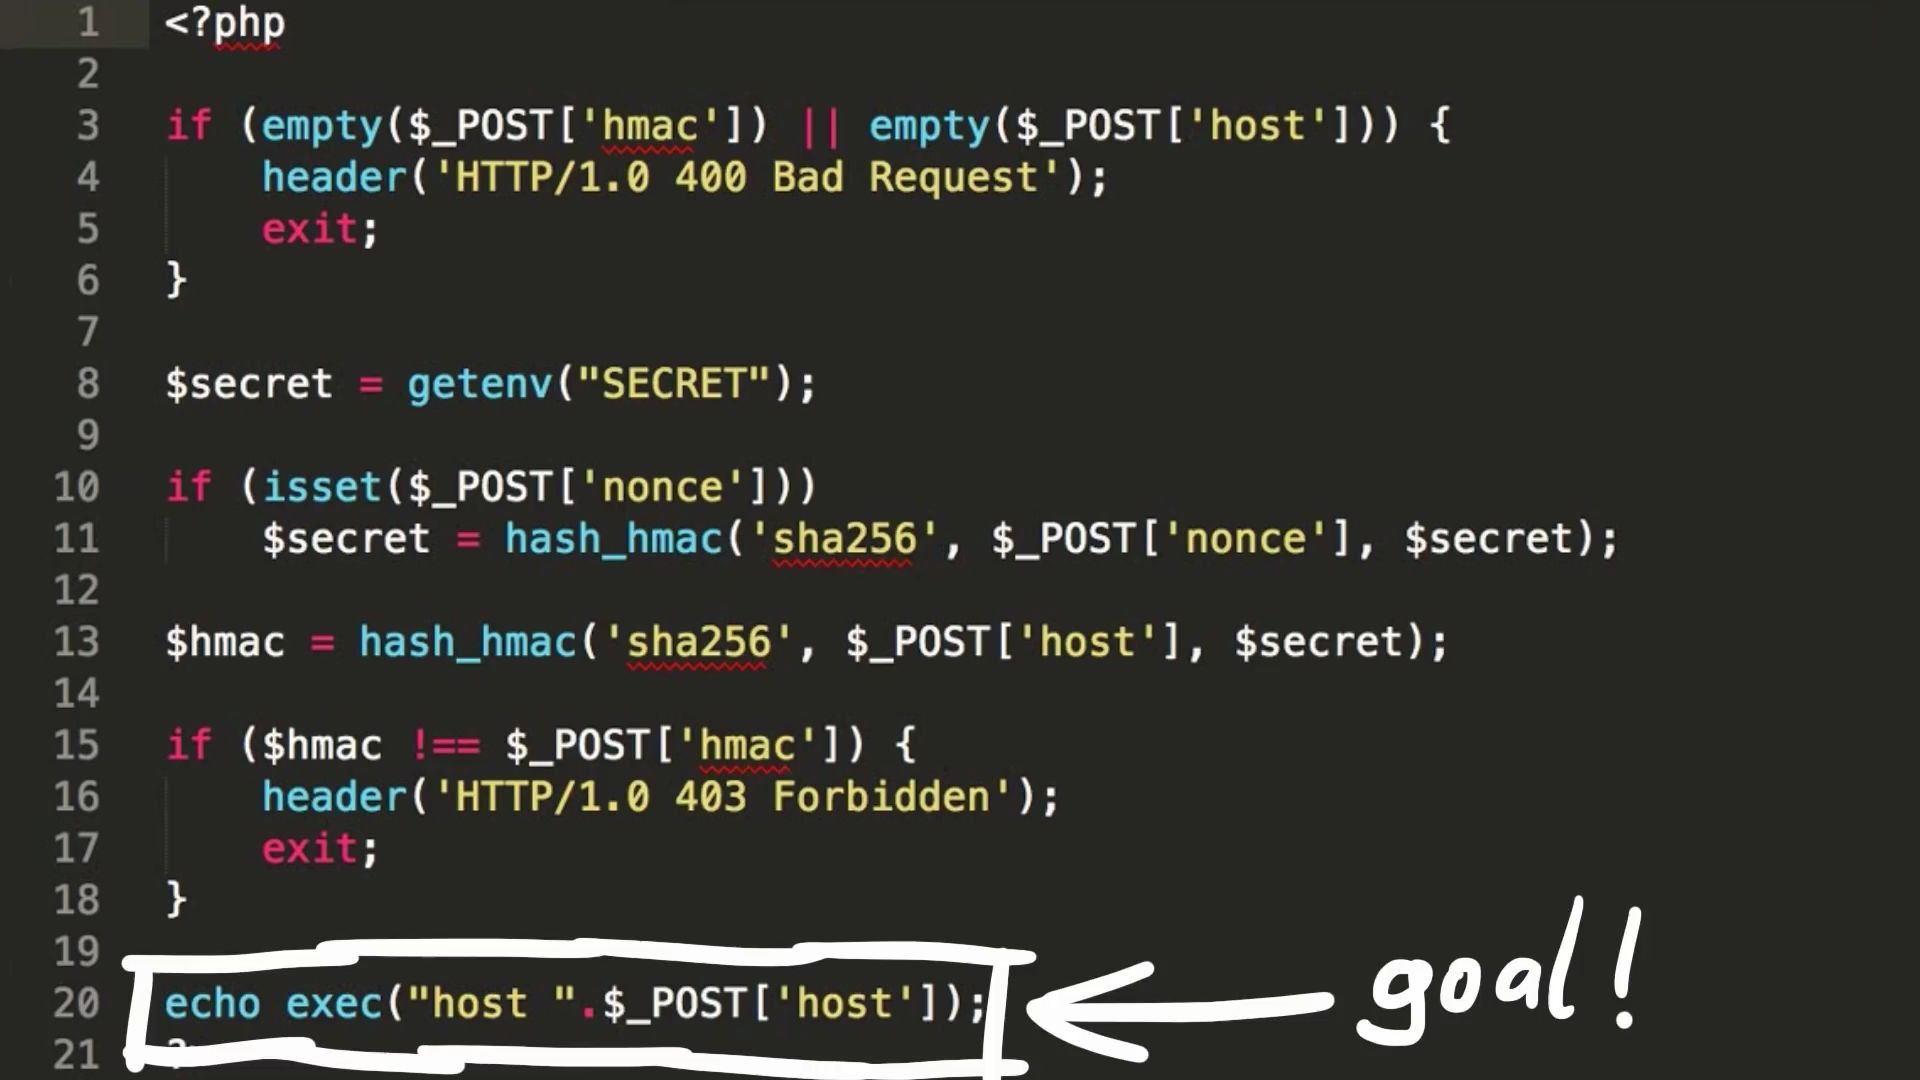 1 <?php
2
3 if (empty($_POST['hmac']) || empty($_POST['host'])) {
4 header('HTTP/1.0 400 Bad Request');
5 exit;
6 }
7
8 $secret = getenv("SECRET");
9
10 if (isset($_POST['nonce']))
11 $secret = hash_hmac('sha256', $_POST['nonce'], $secret);
12
13 $hmac = hash_hmac('sha256', $_POST['host'], $secret);
14
15 if ($hmac !== $_POST['hmac']) {
16 header('HTTP/1.0 403 Forbidden');
17 exit;
18 }
19
20 echo exec("host ".$_POST['host']);
goal!
21